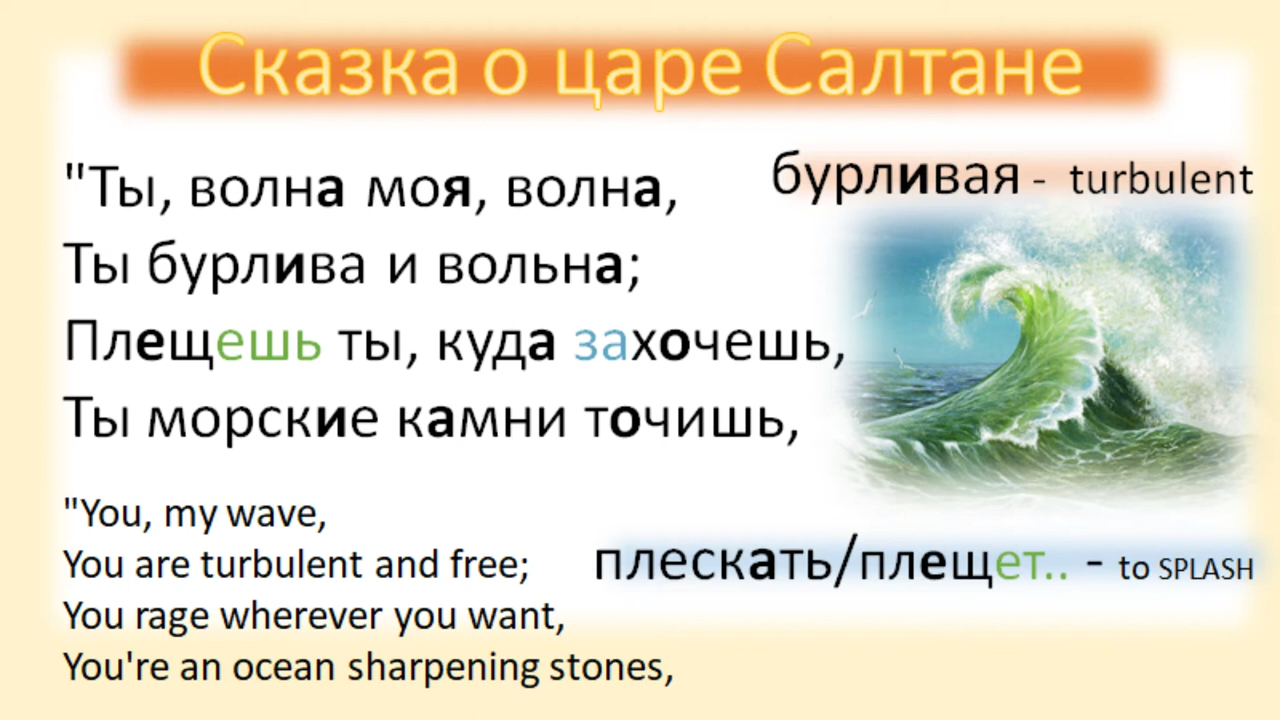 Сказка о царе Салтане
"Ты, волна моя, волна,
Ты бурлива и вольна;
Плещешь ты, куда захочешь,
Ты морские камни точишь,
бурливая - turbulent
"You, my wave,
You are turbulent and free;
You rage wherever you want,
You're an ocean sharpening stones,
плескать/плещет.. - to SPLASH